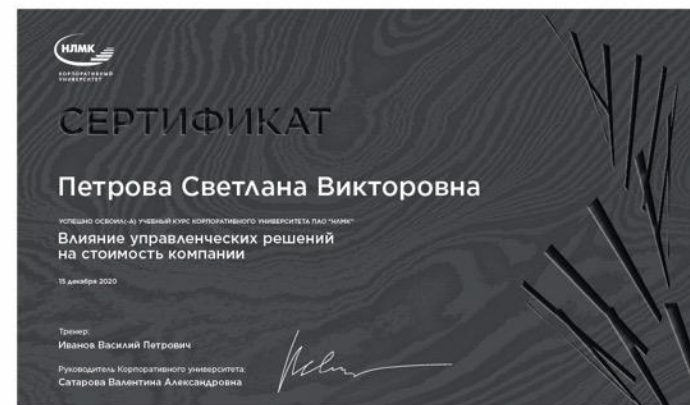 НЛМК
КОРПОРАТИВНЫЙ
УНИВЕРСИТЕТ
СЕРТИФИКАТ
Петрова Светлана Викторовна
УСПЕШНО ОСВОИЛ(-А) УЧЕБНЫЙ КУРС КОРПОРАТИВНОГО УНИВЕРСИТЕТА ПАО "НЛМК"
Влияние управленческих решений
на стоимость компании
15 декабря 2020
Тренер:
Иванов Василий Петрович
Руководитель Корпоративного университета:
Сатарова Валентина Александровна